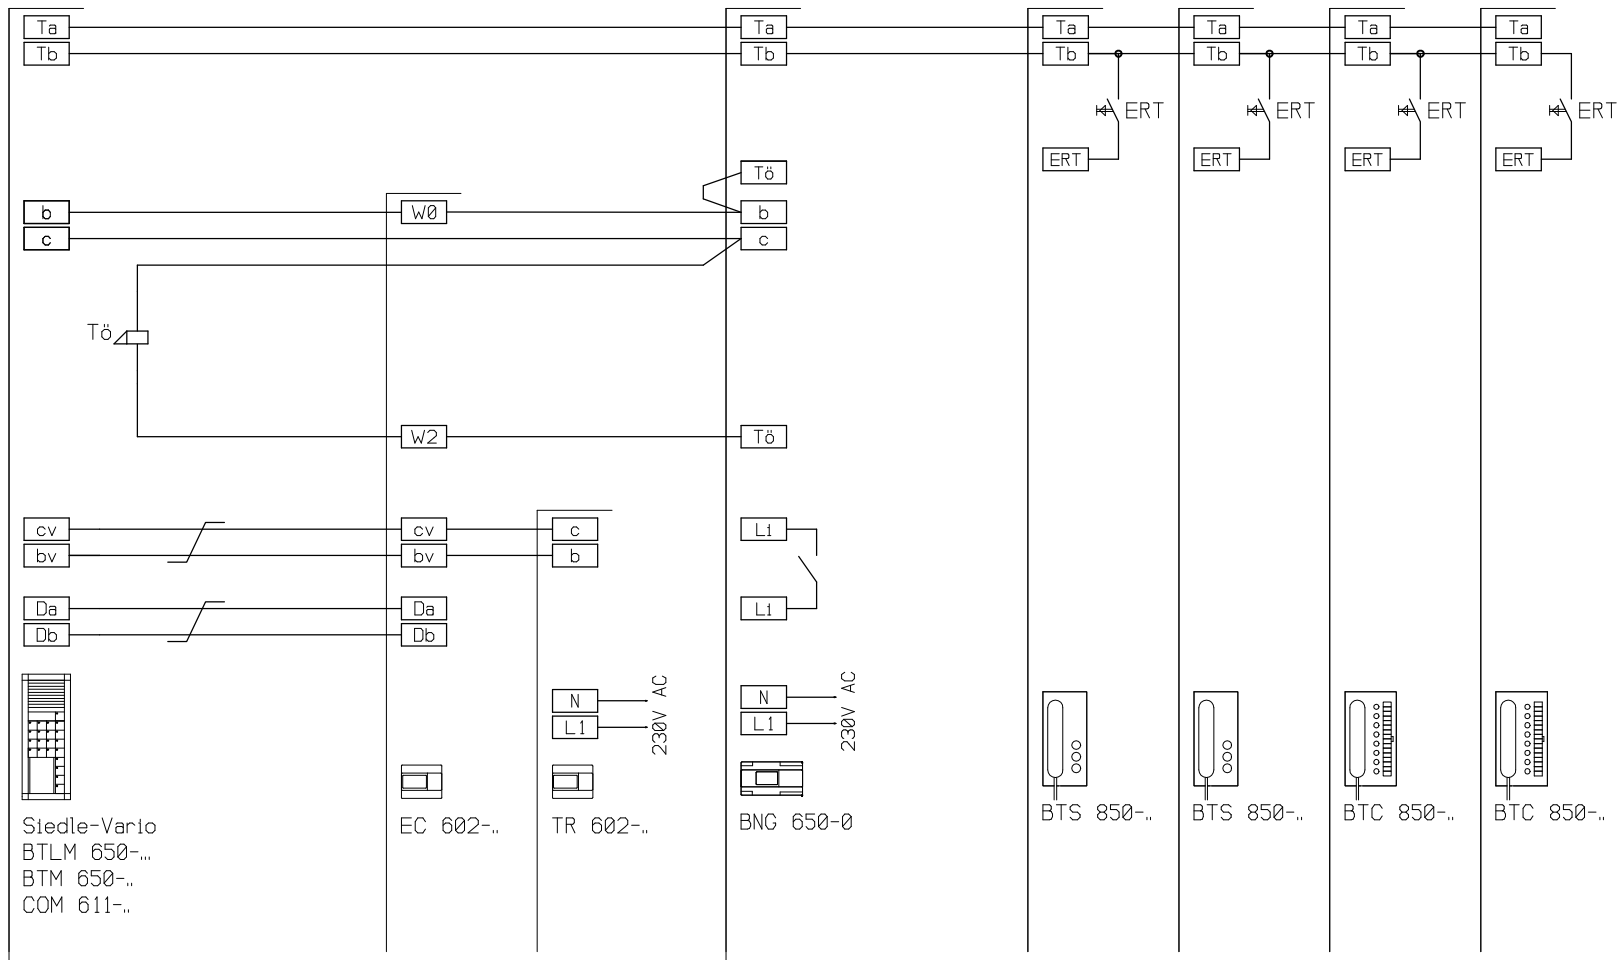 Ta Ta Ta Ta Ta Ta
Tb Tb Tb Tb Tb Tb
ERT ERT ERT ERT
ERT ERT ERT ERT
Tö
b W0 b
c c
Tö
W2 Tö
cv cv c Li
bv bv b
Da Da Li
Db Db
N 230V AC N 230V AC
L1 L1
Siedle-Vario EC 602-.. TR 602-.. BNG 650-0 BTS 850-.. BTS 850-.. BTC 850-.. BTC 850-..
BTLM 650-...
BTM 650-..
COM 611-..